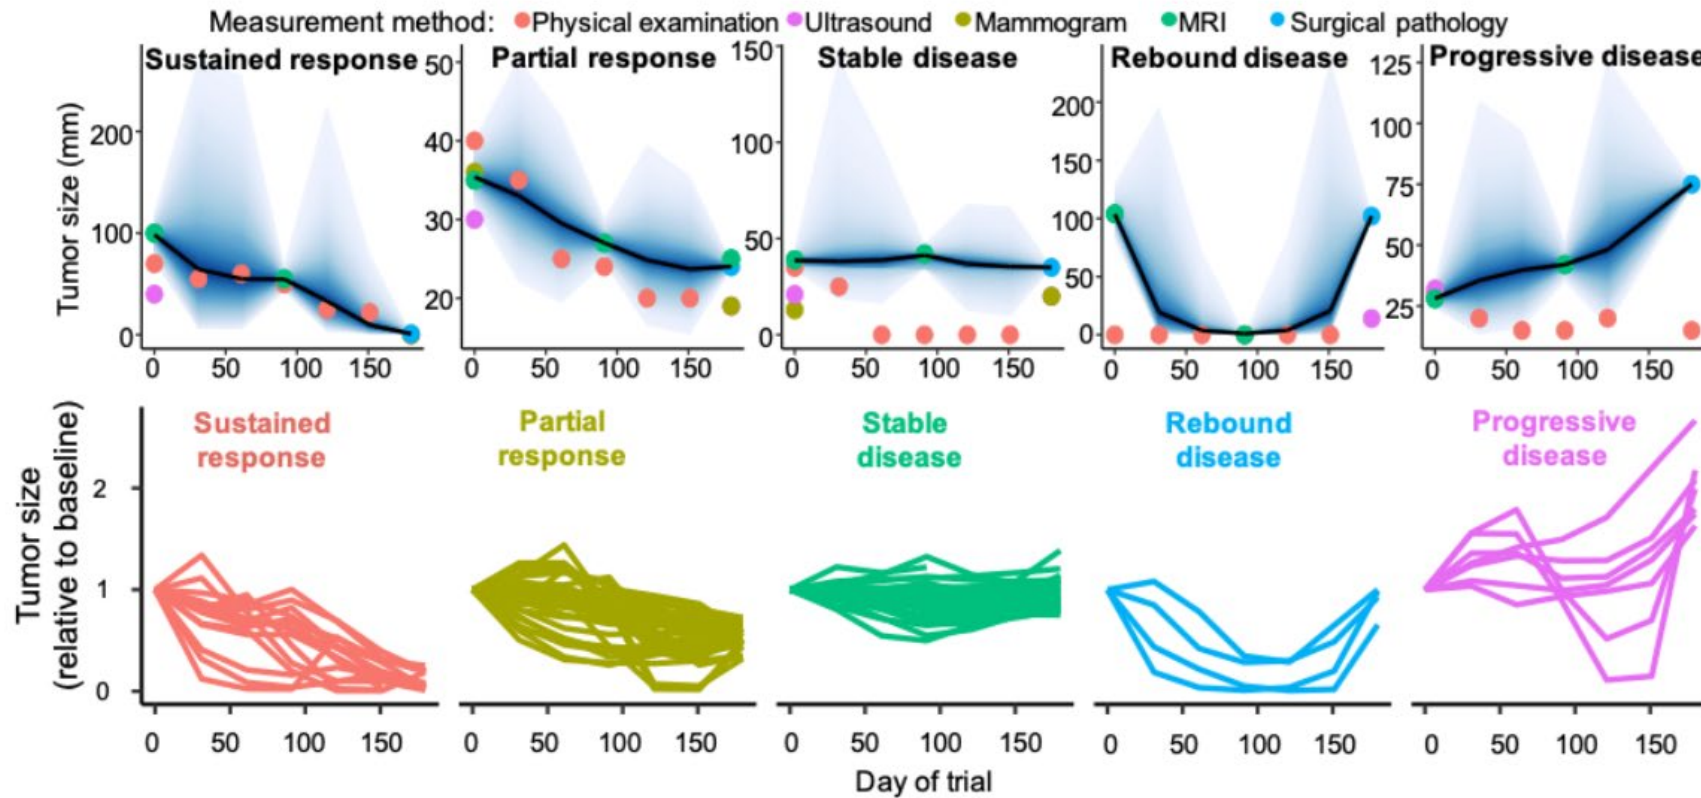 Measurement method: Physical examination Ultrasound Mammogram MRI Surgical pathology
Sustained response Partial response Stable disease Rebound disease Progressive disease
Tumor size (mm)
200
100
0
50
40
30
20
150
100
50
0
200
150
100
50
0
125
100
75
50
25
0 50 100 150 0 50 100 150 0 50 100 150 0 50 100 150 0 50 100 150
Tumor size
(relative to baseline)
Sustained
response
Partial
response
Stable
disease
Rebound
disease
Progressive
disease
2
1
0
0 50 100 150 0 50 100 150 0 50 100 150 0 50 100 150 0 50 100 150
Day of trial